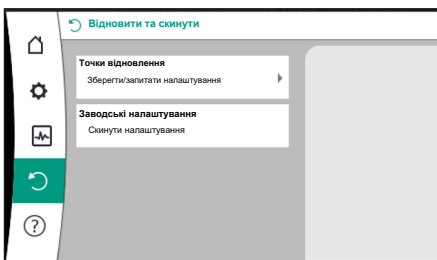 Відновити та скинути
Точки відновлення
Зберегти/запитати налаштування
Заводські налаштування
Скинути налаштування